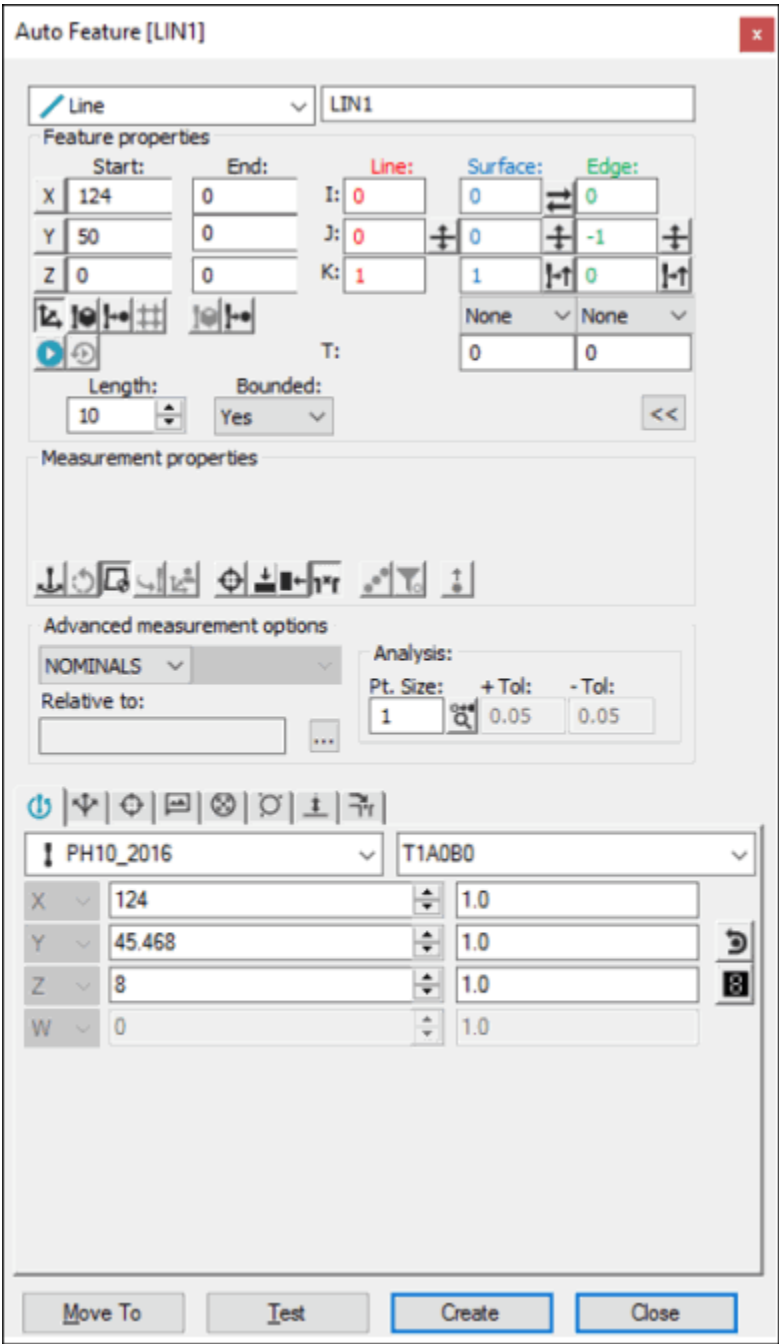 Auto Feature [LIN1]
x
Line LIN1
Feature properties
Start: End: Line: Surface: Edge:
X 124 0 I: 0 0 0
Y 50 0 J: 0 0 -1
Z 0 0 K: 1 1 0
None None
T: 0 0
Length: Bounded:
10 Yes <<
Measurement properties
Advanced measurement options
NOMINALS Analysis:
Pt. Size: + Tol: - Tol:
Relative to: 1 0.05 0.05
...
PH10_2016 T1A0B0
X 124 1.0
Y 45.468 1.0
Z 8 1.0 8
W 0 1.0
Move To Test Create Close